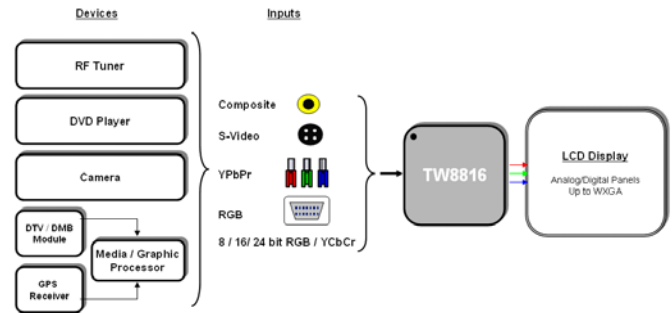 Devices
Inputs
RF Tuner
DVD Player
Camera
DTV / DMB
Module
Media / Graphic
Processor
GPS
Receiver
Composite
S-Video
YPbPr
RGB
8 / 16/ 24 bit RGB / YCbCr
TW8816
LCD Display
Analog/Digital Panels
Up to WXGA